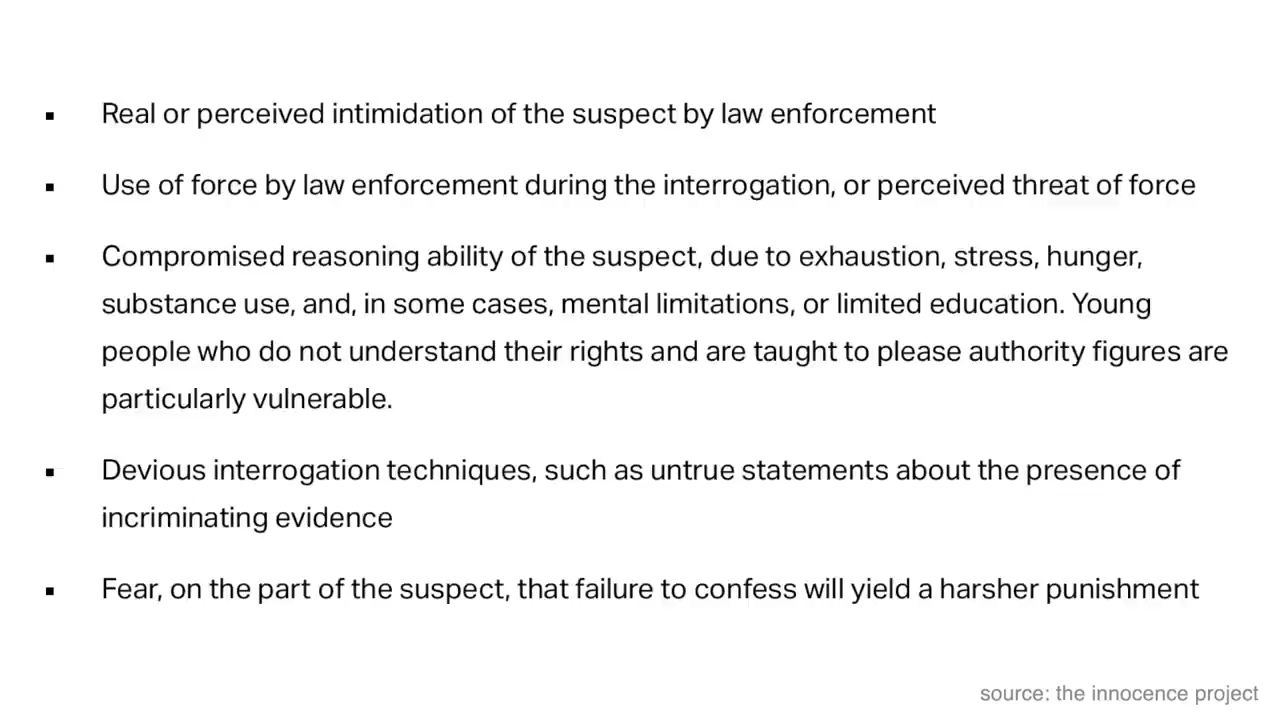 ▪ Real or perceived intimidation of the suspect by law enforcement
▪ Use of force by law enforcement during the interrogation, or perceived threat of force
▪ Compromised reasoning ability of the suspect, due to exhaustion, stress, hunger,
substance use, and, in some cases, mental limitations, or limited education. Young
people who do not understand their rights and are taught to please authority figures are
particularly vulnerable.
▪ Devious interrogation techniques, such as untrue statements about the presence of
incriminating evidence
▪ Fear, on the part of the suspect, that failure to confess will yield a harsher punishment
source: the innocence project